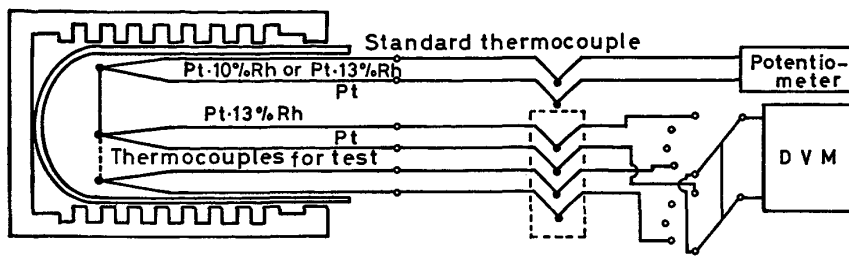 Standard thermocouple
Pt·10%Rh or Pt·13%Rh
Pt
Potentio-
meter
Pt·13%Rh
Pt
Thermocouples for test
DVM